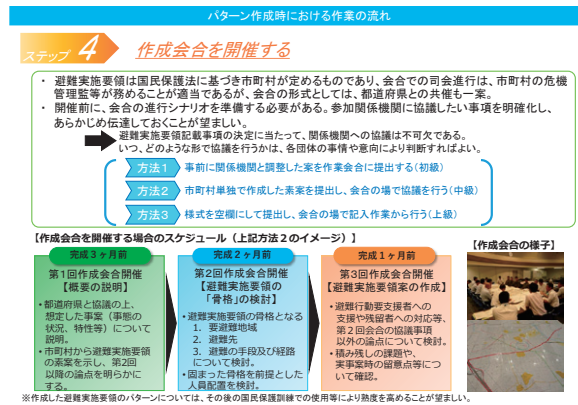 パターン作成時における作業の流れ
ステップ 4 作成会合を開催する
・ 避難実施要領は国民保護法に基づき市町村が定めるものであり、会合での司会進行は、市町村の危機
管理監等が務めることが適当であるが、会合の形式としては、都道府県との共催も一案。
・ 開催前に、会合の進行シナリオを準備する必要がある。参加関係機関に協議したい事項を明確化し、
あらかじめ伝達しておくことが望ましい。
避難実施要領記載事項の決定に当たって、関係機関への協議は不可欠である。
いつ、どのような形で協議を行うかは、各団体の事情や意向により判断すればよい。
方法1 事前に関係機関と調整した案を作業会合に提出する(初級)
方法2 市町村単独で作成した素案を提出し、会合の場で協議を行う(中級)
方法3 様式を空欄にして提出し、会合の場で記入作業から行う(上級)
【作成会合を開催する場合のスケジュール(上記方法2のイメージ)】
完成3ヶ月前
第1回作成会合開催
【概要の説明】
・都道府県と協議の上、
想定した事案(事態の
状況、特性等)について
説明。
・市町村から避難実施要領
の素案を示し、第2回
以降の論点を明らかに
する。
完成2ヶ月前
第2回作成会合開催
【避難実施要領の
「骨格」の検討】
・避難実施要領の骨格となる
1. 要避難地域
2. 避難先
3. 避難の手段及び経路
について検討。
・固まった骨格を前提とした
人員配置を検討。
完成1ヶ月前
第3回作成会合開催
【避難実施要領案の作成】
・避難行動要支援者への
支援や残留者への対応等、
第2回会合の協議事項
以外の論点について検討。
・積み残しの課題や、
実事案時の留意点等につ
いて確認。
【作成会合の様子】
※作成した避難実施要領のパターンについては、その後の国民保護訓練での使用等により熟度を高めることが望ましい。